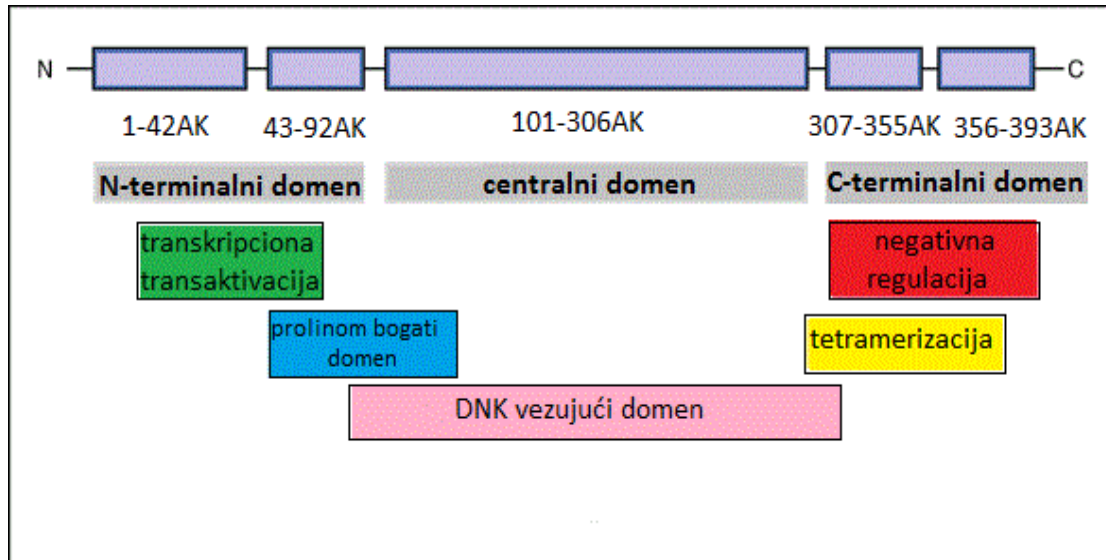 N
C
1-42AK
43-92AK
101-306AK
307-355AK
356-393AK
N-terminalni domen
centralni domen
C-terminalni domen
transkripciona
transaktivacija
negativna
regulacija
prolinom bogati
domen
tetramerizacija
DNK vezujući domen